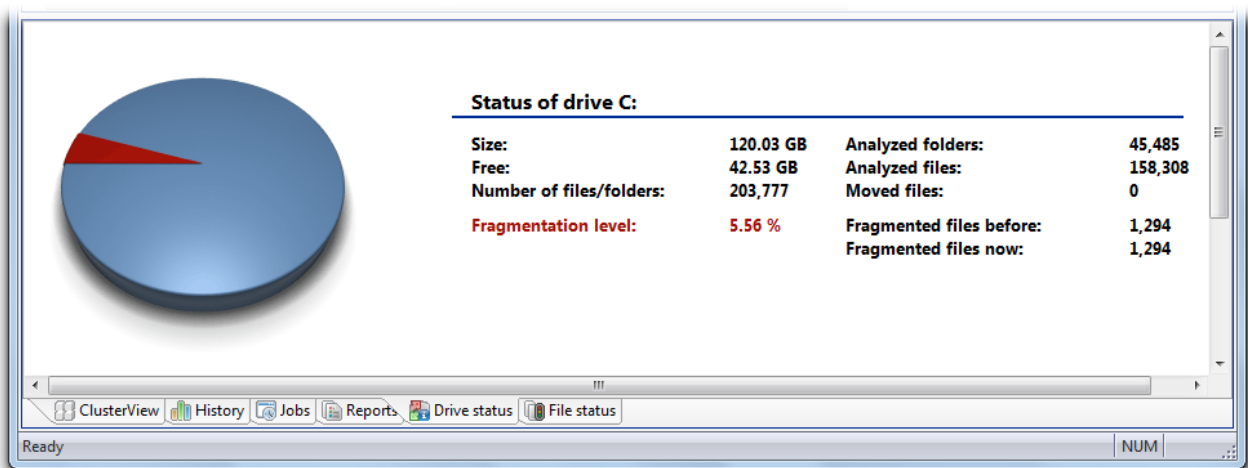 Status of drive C:
Size: 120.03 GB Analyzed folders: 45,485
Free: 42.53 GB Analyzed files: 158,308
Number of files/folders: 203,777 Moved files: 0
Fragmentation level: 5.56 % Fragmented files before: 1,294
Fragmented files now: 1,294
ClusterView History Jobs Reports Drive status File status
Ready NUM